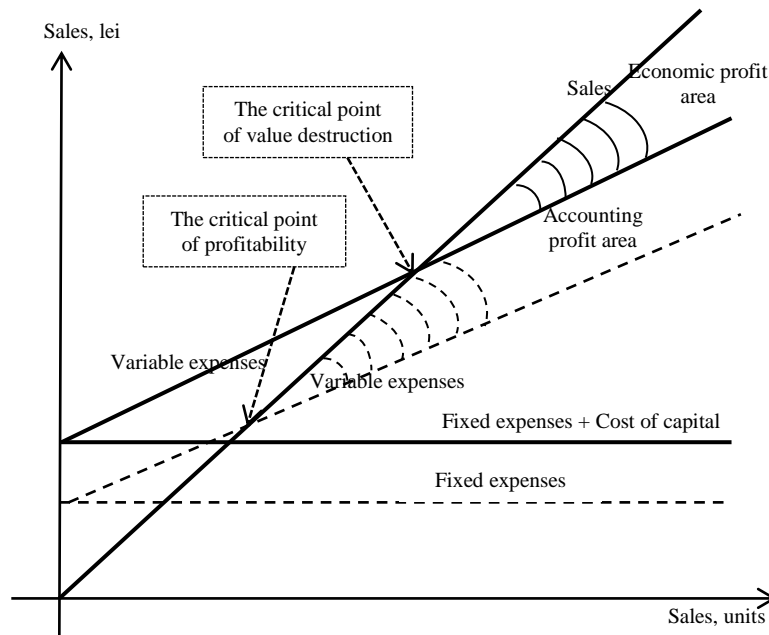 Sales, lei
Economic profit
area
Sales
The critical point
of value destruction
The critical point
of profitability
Accounting
profit area
Variable expenses
Variable expenses
Fixed expenses + Cost of capital
Fixed expenses
Sales, units